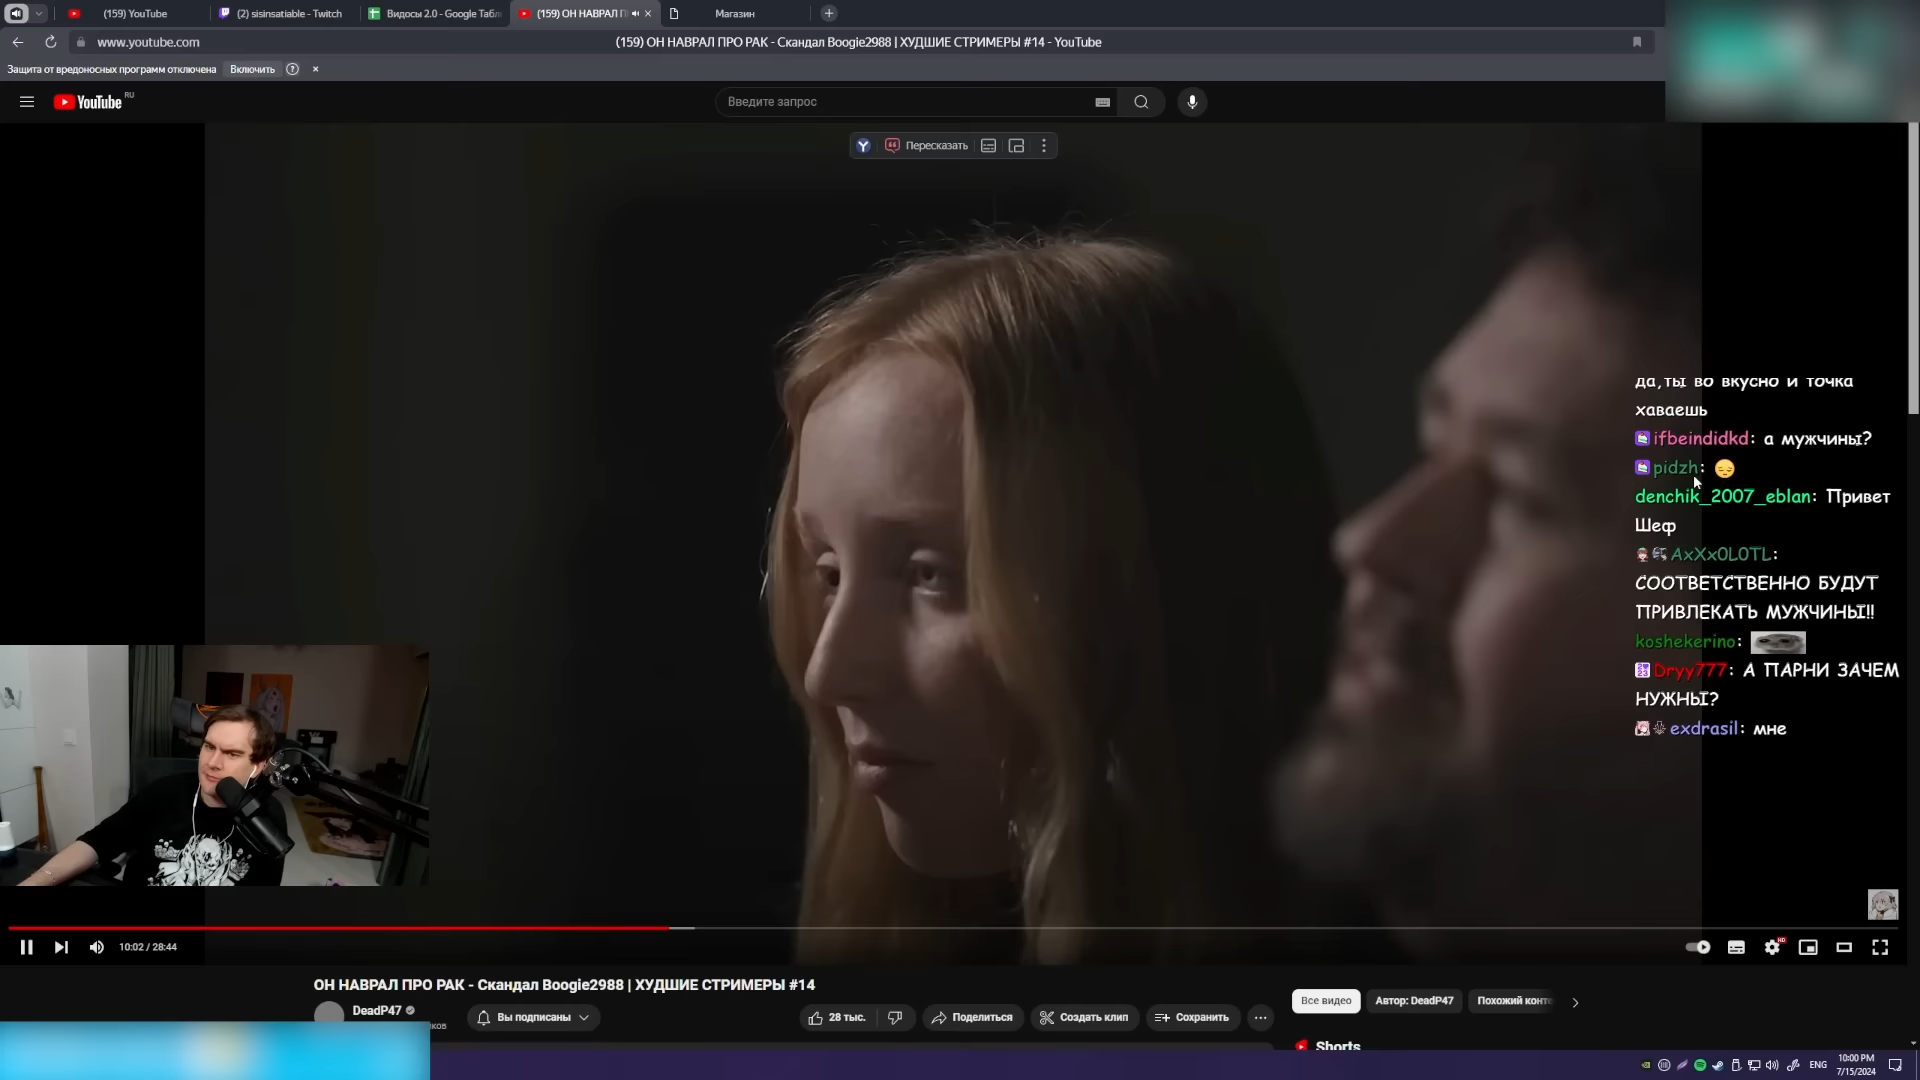 (159) YouTube
(2) sisinsatiable - Twitch
Видосы 2.0 - Google Табл
(159) ОН НАВРАЛ П
Магазин
www.youtube.com
(159) ОН НАВРАЛ ПРО РАК - Скандал Boogie2988 | ХУДШИЕ СТРИМЕРЫ #14 - YouTube
Защита от вредоносных программ отключена Включить
YouTube RU
Введите запрос
Пересказать
да,ты во вкусно и точка
хаваешь
ifbeindidkd: а мужчины?
pidzh:
denchik_2007_eblan: Привет
Шеф
AxXx0L0TL:
СООТВЕТСТВЕННО БУДУТ
ПРИВЛЕКАТЬ МУЖЧИНЫ!!
koshekerino:
Dryy777: А ПАРНИ ЗАЧЕМ
НУЖНЫ?
exdrasil: мне
10:02 / 28:44
HD
ОН НАВРАЛ ПРО РАК - Скандал Boogie2988 | ХУДШИЕ СТРИМЕРЫ #14
DeadP47
Вы подписаны
28 тыс.
Поделиться
Создать клип
Сохранить
Все видео
Автор: DeadP47
Похожий конте
Shorts
ENG
10:00 PM
7/15/2024